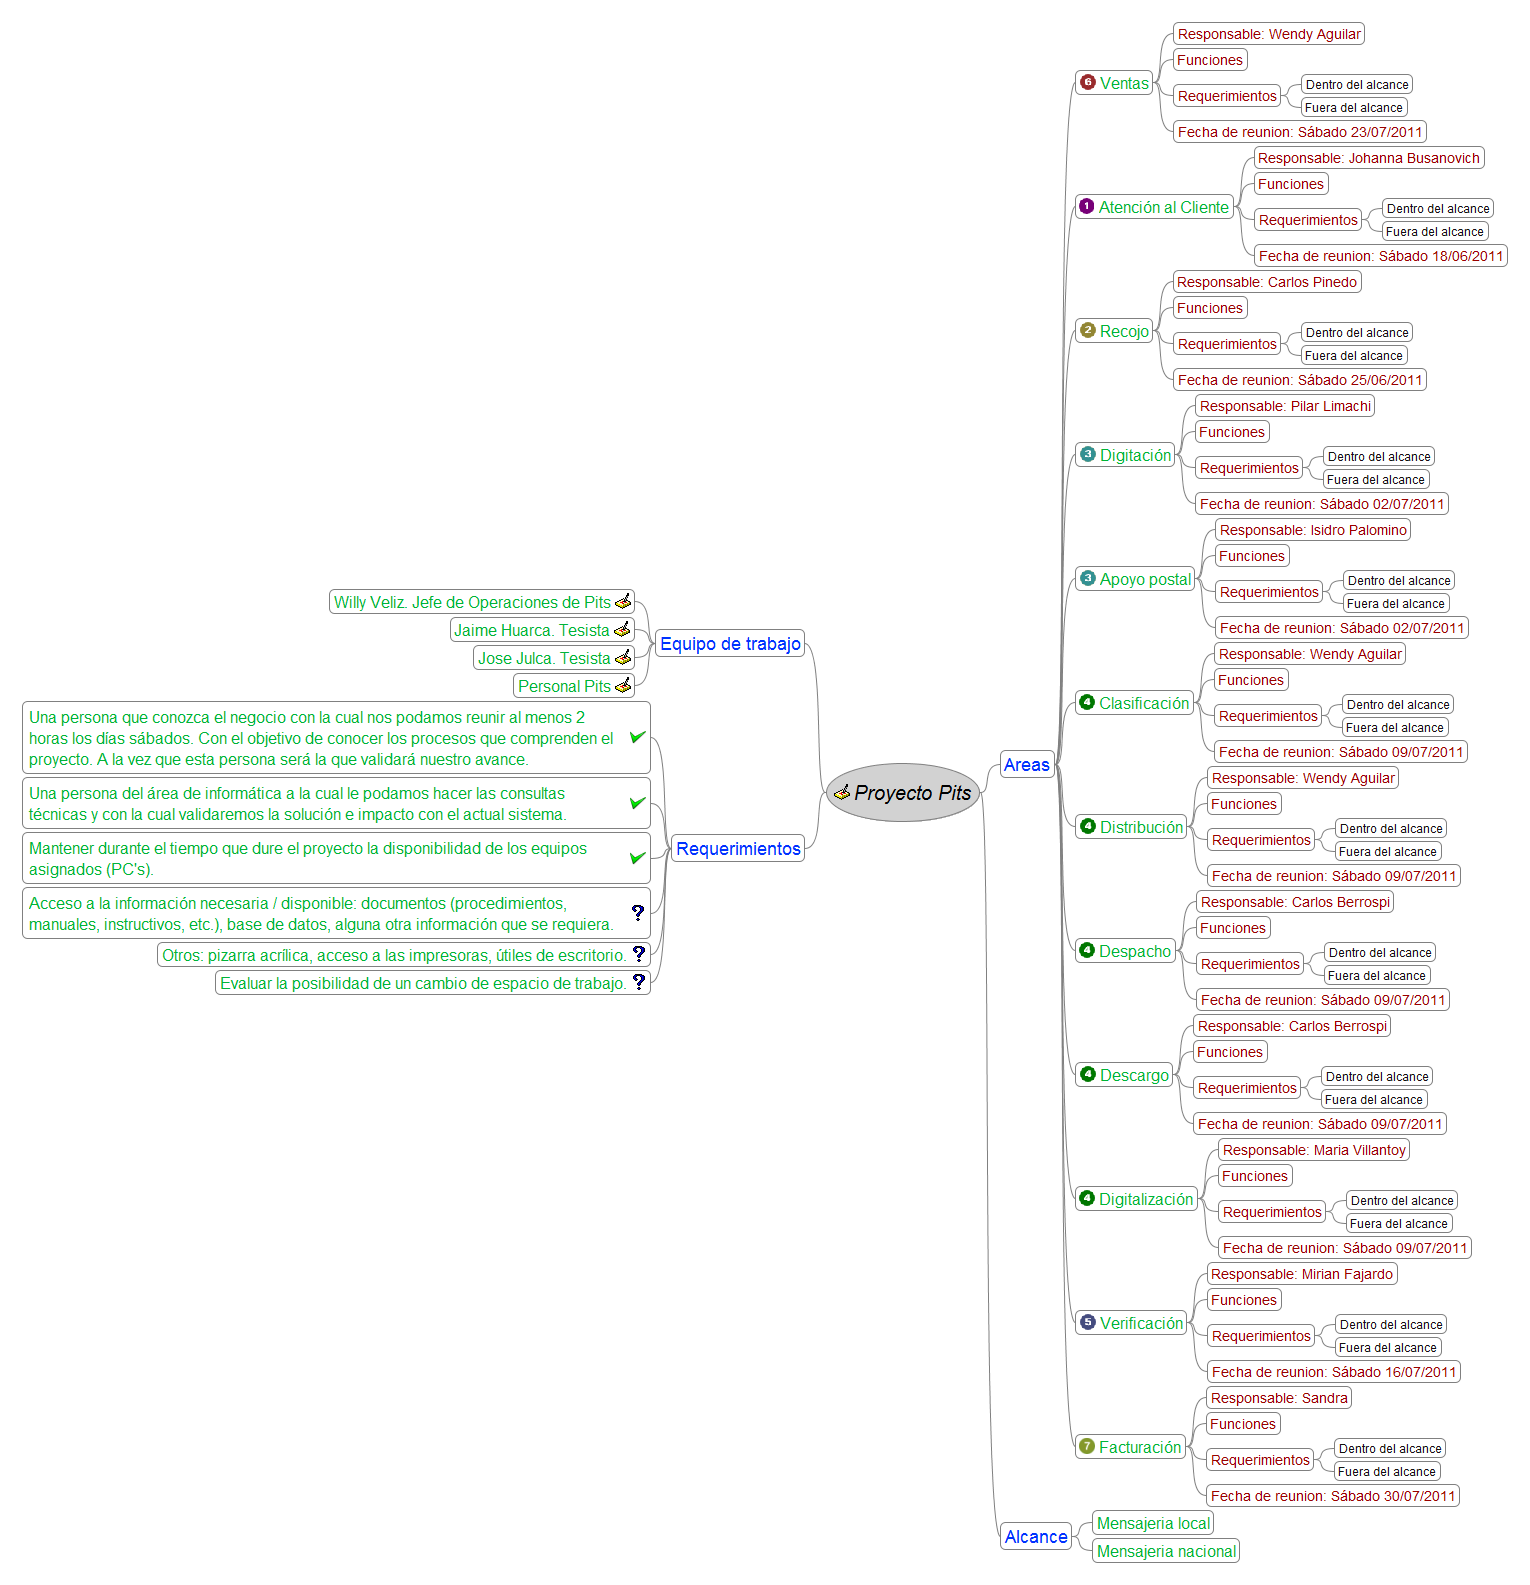 Proyecto Pits
Equipo de trabajo
Willy Veliz. Jefe de Operaciones de Pits
Jaime Huarca. Tesista
Jose Julca. Tesista
Personal Pits
Requerimientos
Una persona que conozca el negocio con la cual nos podamos reunir al menos 2
horas los días sábados. Con el objetivo de conocer los procesos que comprenden el
proyecto. A la vez que esta persona será la que validará nuestro avance.
Una persona del área de informática a la cual le podamos hacer las consultas
técnicas y con la cual validaremos la solución e impacto con el actual sistema.
Mantener durante el tiempo que dure el proyecto la disponibilidad de los equipos
asignados (PC's).
Acceso a la información necesaria / disponible: documentos (procedimientos,
manuales, instructivos, etc.), base de datos, alguna otra información que se requiera.
Otros: pizarra acrílica, acceso a las impresoras, útiles de escritorio.
Evaluar la posibilidad de un cambio de espacio de trabajo.
Areas
6 Ventas
Responsable: Wendy Aguilar
Funciones
Requerimientos
Dentro del alcance
Fuera del alcance
Fecha de reunion: Sábado 23/07/2011
1 Atención al Cliente
Responsable: Johanna Busanovich
Funciones
Requerimientos
Dentro del alcance
Fuera del alcance
Fecha de reunion: Sábado 18/06/2011
2 Recojo
Responsable: Carlos Pinedo
Funciones
Requerimientos
Dentro del alcance
Fuera del alcance
Fecha de reunion: Sábado 25/06/2011
3 Digitación
Responsable: Pilar Limachi
Funciones
Requerimientos
Dentro del alcance
Fuera del alcance
Fecha de reunion: Sábado 02/07/2011
3 Apoyo postal
Responsable: Isidro Palomino
Funciones
Requerimientos
Dentro del alcance
Fuera del alcance
Fecha de reunion: Sábado 02/07/2011
4 Clasificación
Responsable: Wendy Aguilar
Funciones
Requerimientos
Dentro del alcance
Fuera del alcance
Fecha de reunion: Sábado 09/07/2011
4 Distribución
Responsable: Wendy Aguilar
Funciones
Requerimientos
Dentro del alcance
Fuera del alcance
Fecha de reunion: Sábado 09/07/2011
4 Despacho
Responsable: Carlos Berrospi
Funciones
Requerimientos
Dentro del alcance
Fuera del alcance
Fecha de reunion: Sábado 09/07/2011
4 Descargo
Responsable: Carlos Berrospi
Funciones
Requerimientos
Dentro del alcance
Fuera del alcance
Fecha de reunion: Sábado 09/07/2011
4 Digitalización
Responsable: Maria Villantoy
Funciones
Requerimientos
Dentro del alcance
Fuera del alcance
Fecha de reunion: Sábado 09/07/2011
5 Verificación
Responsable: Mirian Fajardo
Funciones
Requerimientos
Dentro del alcance
Fuera del alcance
Fecha de reunion: Sábado 16/07/2011
7 Facturación
Responsable: Sandra
Funciones
Requerimientos
Dentro del alcance
Fuera del alcance
Fecha de reunion: Sábado 30/07/2011
Alcance
Mensajeria local
Mensajeria nacional